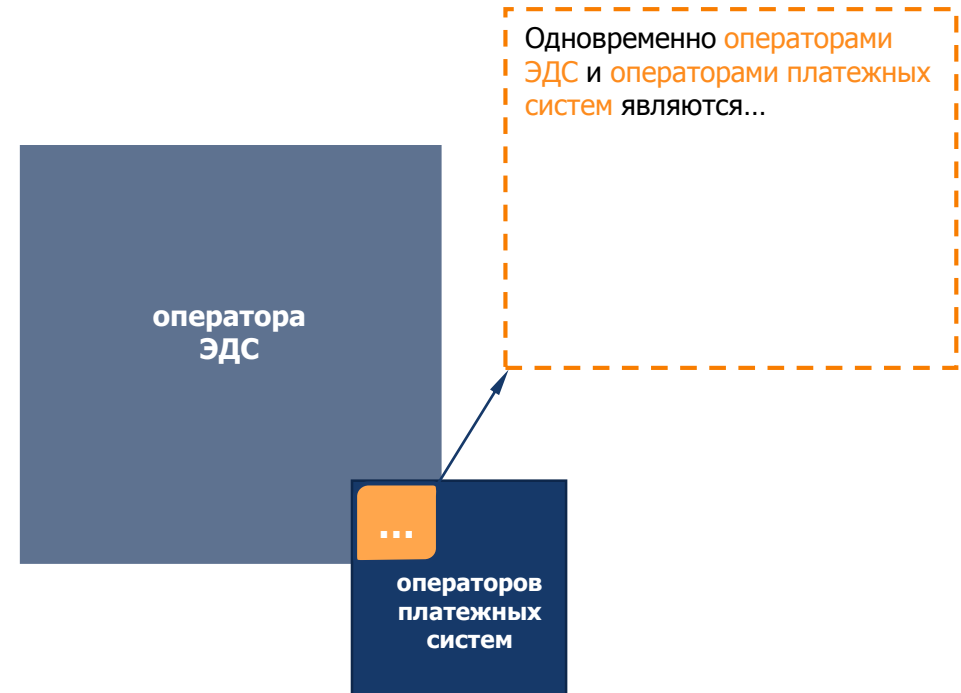 Одновременно операторами
ЭДС и операторами платежных
систем являются...
оператора
ЭДС
...
операторов
платежных
систем